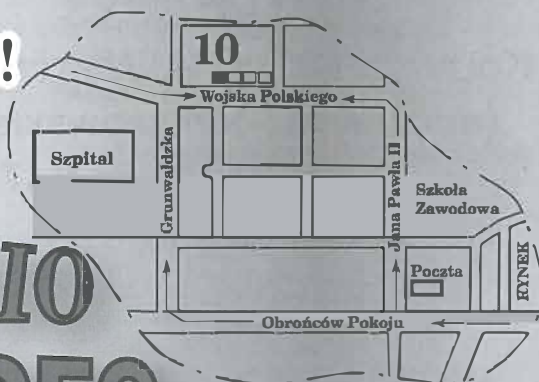 !
10
Wojska Polskiego
Szpital
Grunwaldzka
Jana Pawła II
Szkoła
Zawodowa
Poczta
RYNEK
Obrońców Pokoju
IO